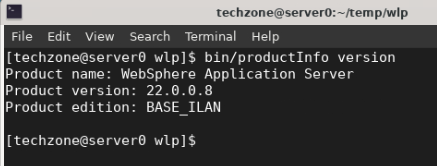 techzone@server0:~/temp/wlp
File Edit View Search Terminal Help
[techzone@server0 wlp]$ bin/productInfo version
Product name: WebSphere Application Server
Product version: 22.0.0.8
Product edition: BASE_ILAN
[techzone@server0 wlp]$